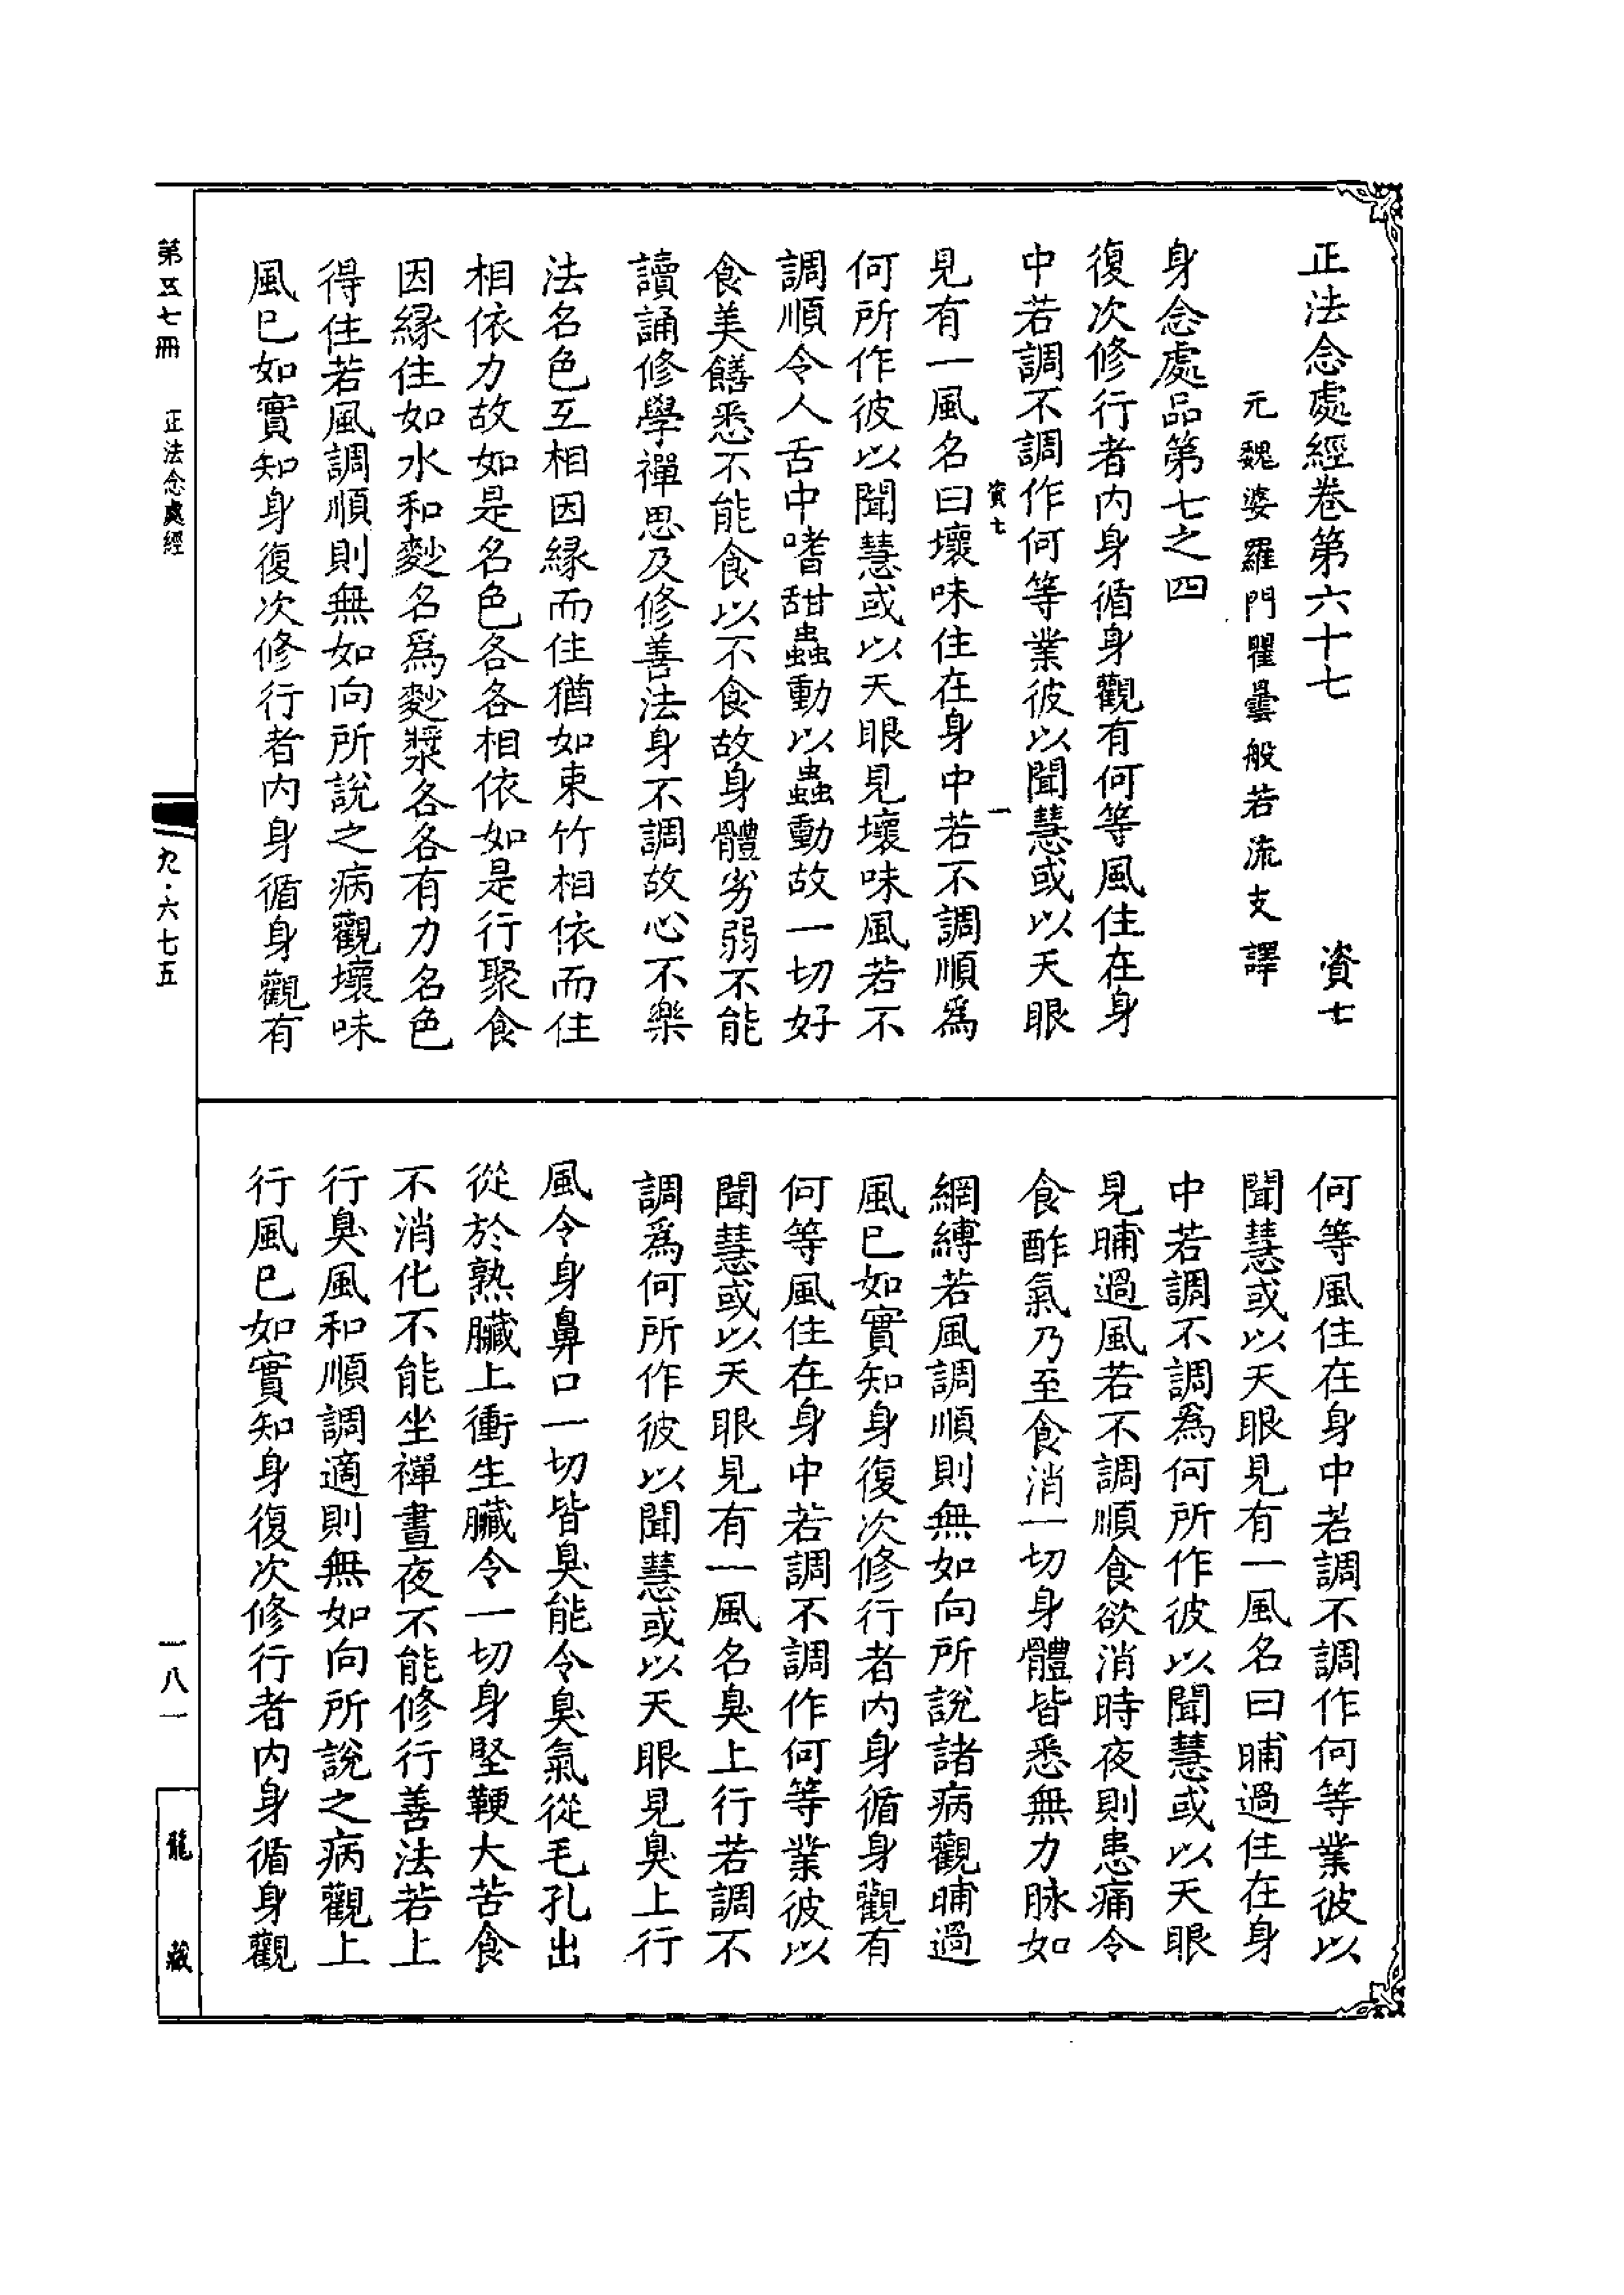 正法念處經卷第六十七　資七
元魏婆羅門瞿曇般若流支譯
身念處品第七之四
復次修行者內身循身觀有何等風住在身
中若調不調作何等業彼以聞慧或以天眼
資七　一
見有一風名曰壞味住在身中若不調順爲
何所作彼以聞慧或以天眼見壞味風若不
調順令人舌中嗜甜蟲動以蟲動故一切好
食美饍悉不能食以不食故身體劣弱不能
讀誦修學禪思及修善法身不調故心不樂
法名色互相因緣而住猶如束竹相依而住
相依力故如是名色各各相依如是行聚食
因緣住如水和麨名爲麨漿各各有力名色
得住若風調順則無如向所說之病觀壞味
風已如實知身復次修行者內身循身觀有
何等風住在身中若調不調作何等業彼以
聞慧或以天眼見有一風名曰晡過住在身
中若調不調爲何所作彼以聞慧或以天眼
見晡過風若不調順食欲消時夜則患痛令
食酢氣乃至食消一切身體皆悉無力脉如
網縛若風調順則無如向所說諸病觀晡過
風已如實知身復次修行者內身循身觀有
何等風住在身中若調不調作何等業彼以
聞慧或以天眼見有一風名臭上行若調不
調爲何所作彼以聞慧或以天眼見臭上行
風令身鼻口一切皆臭能令臭氣從毛孔出
從於熟臟上衝生臟令一切身堅鞕大苦食
不消化不能坐禪晝夜不能修行善法若上
行臭風和順調適則無如向所說之病觀上
行風已如實知身復次修行者內身循身觀
第五七冊　正法念處經
九·六七五
一八一
龍藏